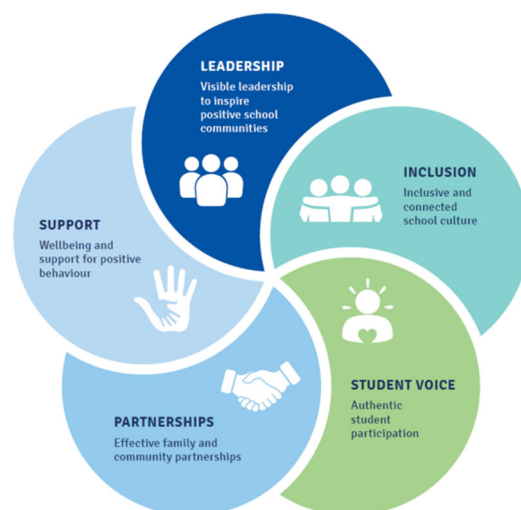 LEADERSHIP
Visible leadership
to inspire
positive school
communities
INCLUSION
Inclusive and
connected
school culture
STUDENT VOICE
Authentic
student
participation
PARTNERSHIPS
Effective family and
community partnerships
SUPPORT
Wellbeing and
support for positive
behaviour